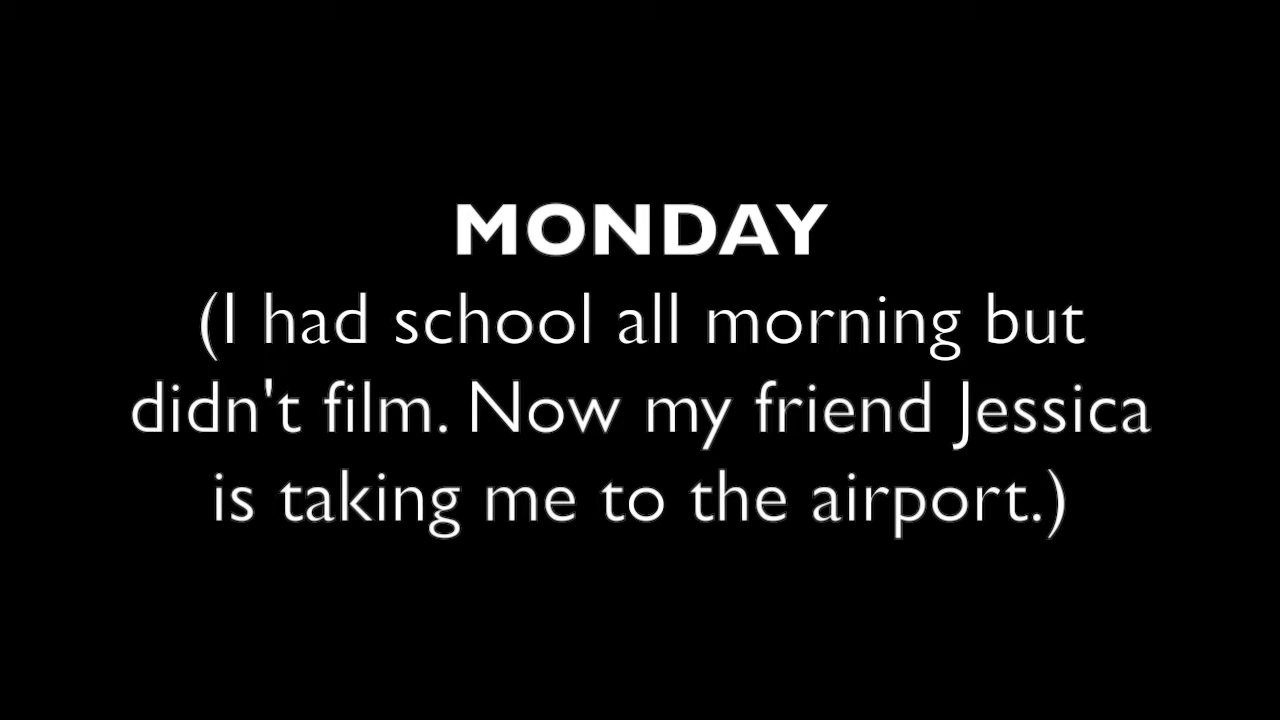 MONDAY
(I had school all morning but
didn't film. Now my friend Jessica
is taking me to the airport.)